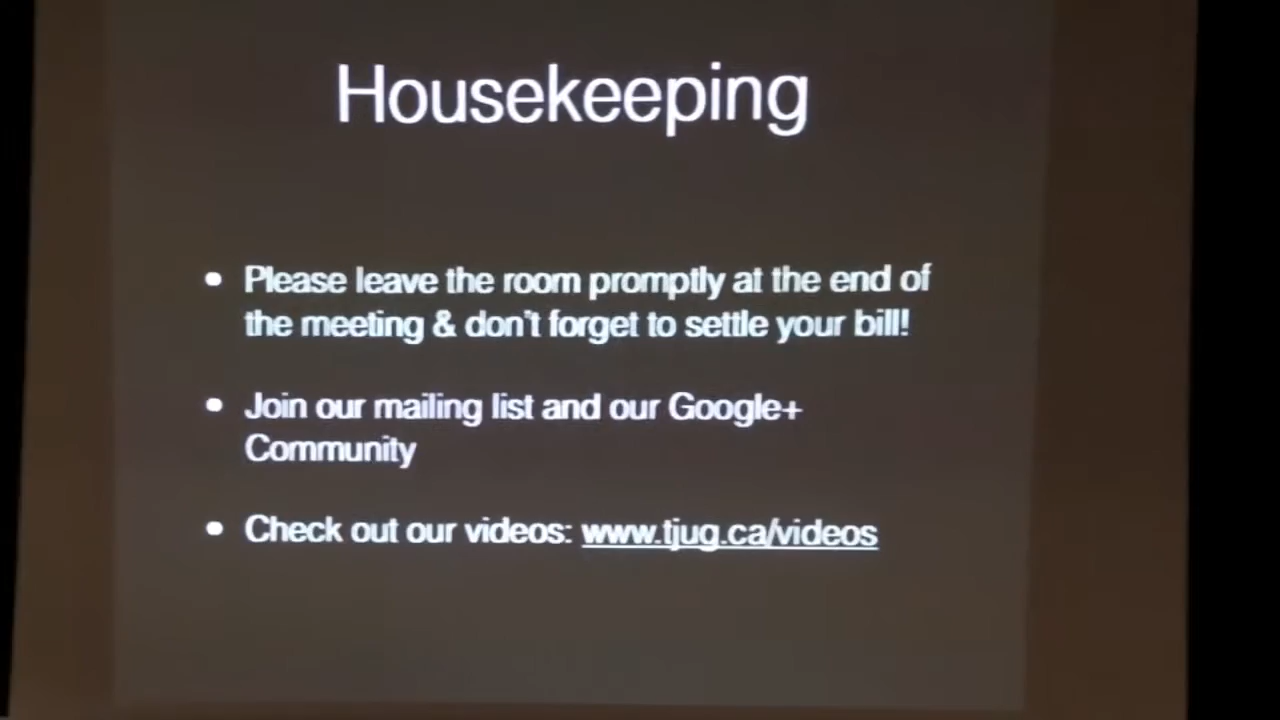 Housekeeping
• Please leave the room promptly at the end of
the meeting & don't forget to settle your bill!
• Join our mailing list and our Google+
Community
• Check out our videos: www.tjug.ca/videos